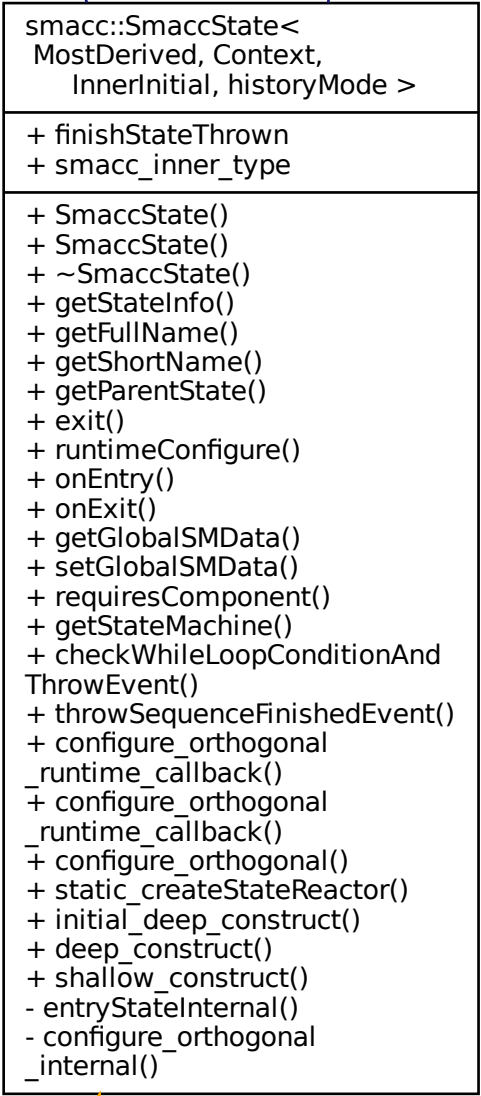 smacc::SmaccState<
MostDerived, Context,
InnerInitial, historyMode >
+ finishStateThrown
+ smacc_inner_type
+ SmaccState()
+ SmaccState()
+ ~SmaccState()
+ getStateInfo()
+ getFullName()
+ getShortName()
+ getParentState()
+ exit()
+ runtimeConfigure()
+ onEntry()
+ onExit()
+ getGlobalSMData()
+ setGlobalSMData()
+ requiresComponent()
+ getStateMachine()
+ checkWhileLoopConditionAnd
ThrowEvent()
+ throwSequenceFinishedEvent()
+ configure_orthogonal
_runtime_callback()
+ configure_orthogonal
_runtime_callback()
+ configure_orthogonal()
+ static_createStateReactor()
+ initial_deep_construct()
+ deep_construct()
+ shallow_construct()
- entryStateInternal()
- configure_orthogonal
_internal()